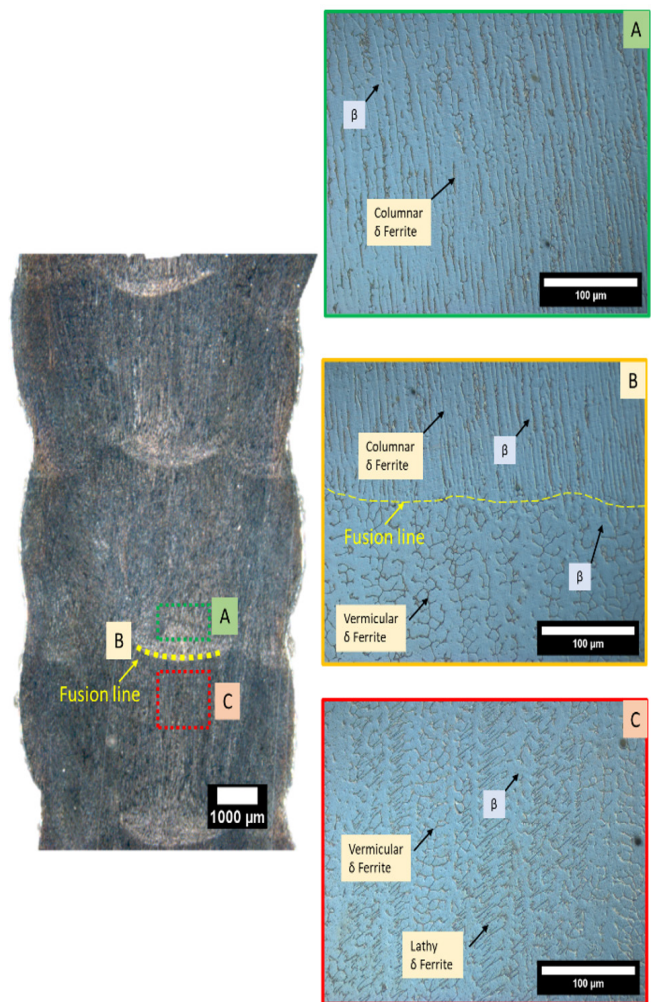 A
B
Fusion line
C
1000 µm
A
β
Columnar
δ Ferrite
100 µm
B
Columnar
δ Ferrite
β
Fusion line
β
Vermicular
δ Ferrite
100 µm
C
β
Vermicular
δ Ferrite
Lathy
δ Ferrite
100 µm